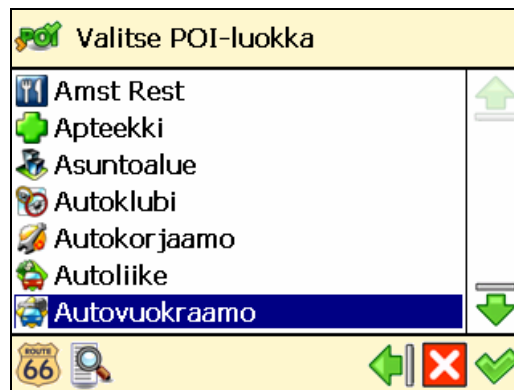 POI Valitse POI-luokka
Amst Rest
Apteekki
Asuntoalue
Autoklubi
Autokorjaamo
Autoliike
Autovuokraamo
ROUTE
66